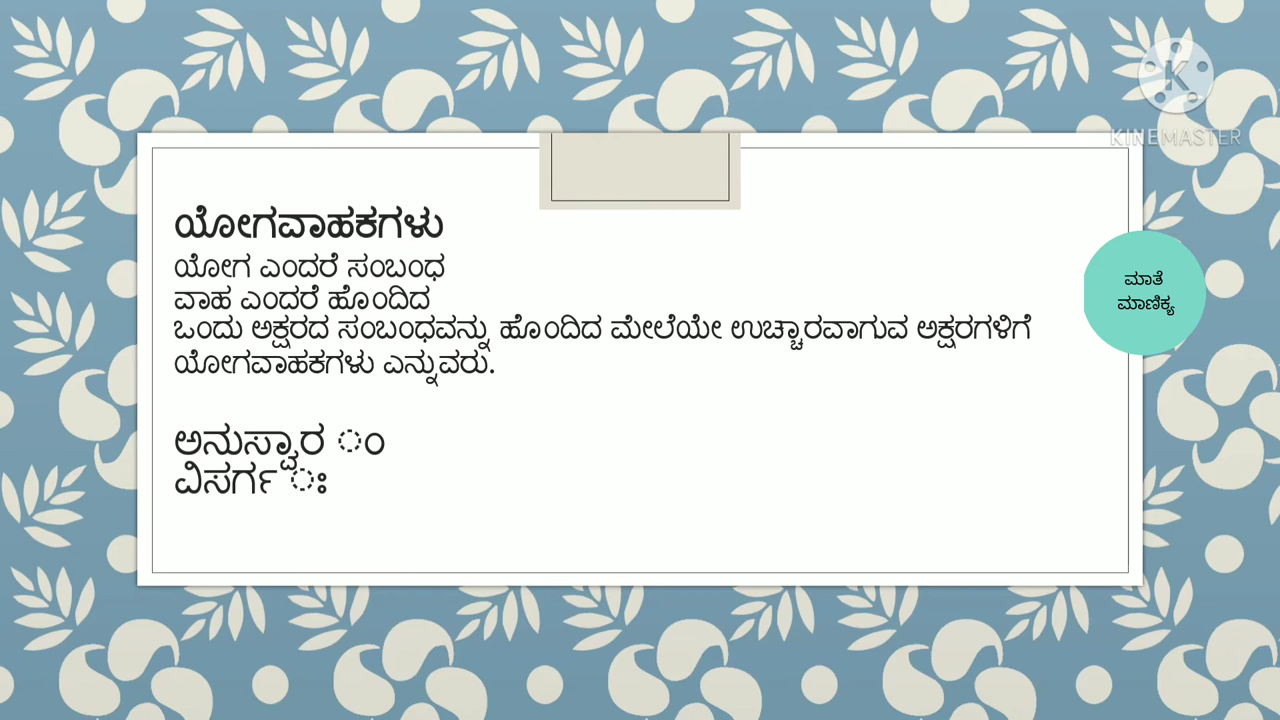 KINEMASTER
ಯೋಗವಾಹಕಗಳು
ಯೋಗ ಎಂದರೆ ಸಂಬಂಧ
ವಾಹ ಎಂದರೆ ಹೊಂದಿದ
ಒಂದು ಅಕ್ಷರದ ಸಂಬಂಧವನ್ನು ಹೊಂದಿದ ಮೇಲೆಯೇ ಉಚ್ಚಾರವಾಗುವ ಅಕ್ಷರಗಳಿಗೆ
ಯೋಗವಾಹಕಗಳು ಎನ್ನುವರು.
ಅನುಸ್ವಾರ ಂ
ವಿಸರ್ಗ ಃ
ಮಾತೆ
ಮಾಣಿಕ್ಯ